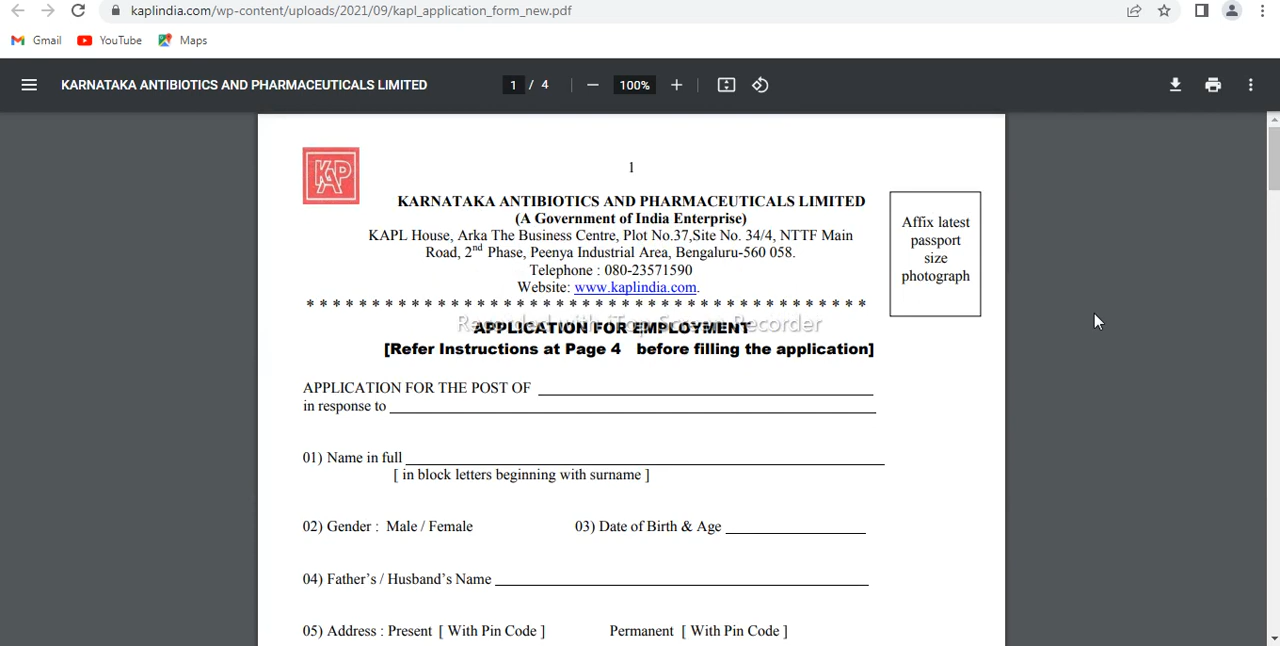 kaplindia.com/wp-content/uploads/2021/09/kapl_application_form_new.pdf
Gmail YouTube Maps
KARNATAKA ANTIBIOTICS AND PHARMACEUTICALS LIMITED 1 / 4 100%
KAP
1
KARNATAKA ANTIBIOTICS AND PHARMACEUTICALS LIMITED
(A Government of India Enterprise)
KAPL House, Arka The Business Centre, Plot No.37,Site No. 34/4, NTTF Main
Road, 2nd Phase, Peenya Industrial Area, Bengaluru-560 058.
Telephone : 080-23571590
Website: www.kaplindia.com.
Affix latest
passport
size
photograph
* * * * * * * * * * * * * * * * * * * * * * * * * * * * * * * * * * * * * * * * * * *
Recorded with iTop Screen Recorder
APPLICATION FOR EMPLOYMENT
[Refer Instructions at Page 4 before filling the application]
APPLICATION FOR THE POST OF
in response to
01) Name in full
[ in block letters beginning with surname ]
02) Gender : Male / Female 03) Date of Birth & Age
04) Father’s / Husband’s Name
05) Address : Present [ With Pin Code ] Permanent [ With Pin Code ]